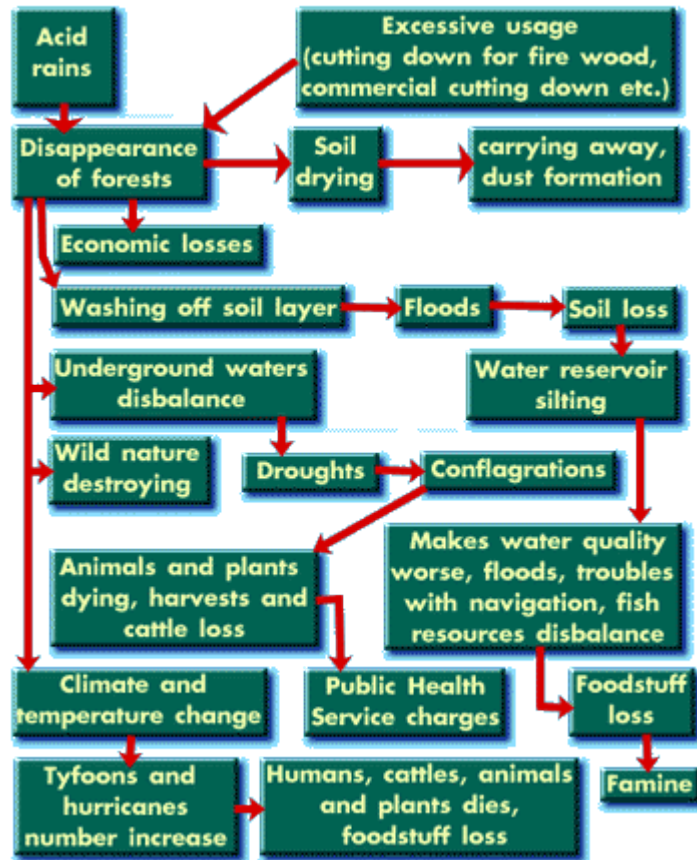 Acid
rains
Excessive usage
(cutting down for fire wood,
commercial cutting down etc.)
Disappearance
of forests
Soil
drying
carrying away,
dust formation
Economic losses
Washing off soil layer
Floods
Soil loss
Underground waters
disbalance
Water reservoir
silting
Wild nature
destroying
Droughts
Conflagrations
Animals and plants
dying, harvests and
cattle loss
Makes water quality
worse, floods, troubles
with navigation, fish
resources disbalance
Climate and
temperature change
Public Health
Service charges
Foodstuff
loss
Tyfoons and
hurricanes
number increase
Humans, cattles, animals
and plants dies,
foodstuff loss
Famine